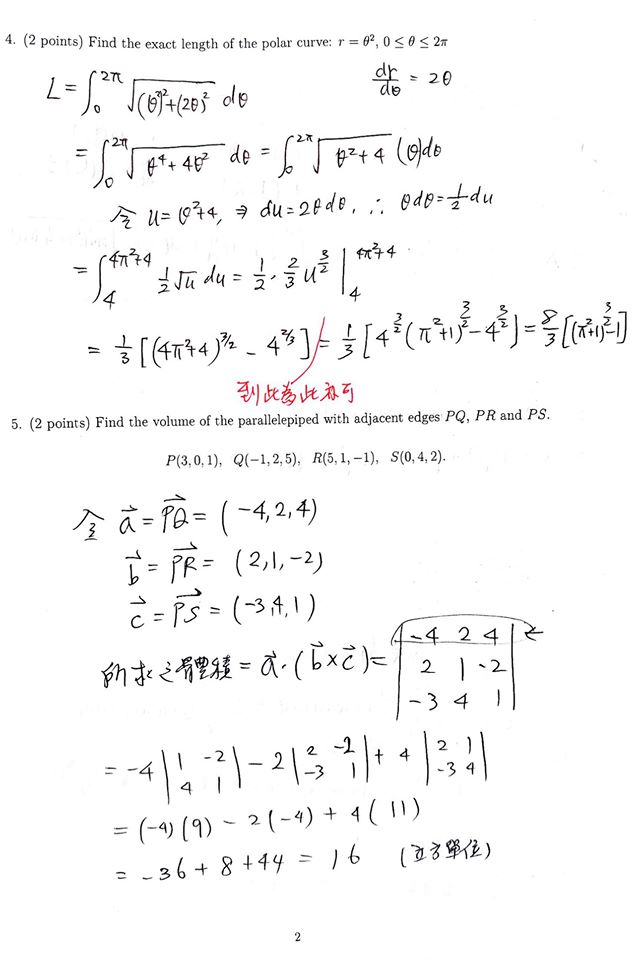 4. (2 points) Find the exact length of the polar curve: r = θ², 0 ≤ θ ≤ 2π
L = ∫₀^{2π} √((θ²)²+(2θ)²) dθ    dr/dθ = 2θ
= ∫₀^{2π} √(θ⁴+4θ²) dθ = ∫₀^{2π} √(θ²+4) (θ)dθ
令 u = θ²+4, ⇒ du = 2θdθ, ∴ θdθ = 1/2 du
= ∫₄^{4π²+4} 1/2 √u du = 1/2 · 2/3 u^{3/2} |₄^{4π²+4}
= 1/3 [(4π²+4)^{3/2} − 4^{2/3}] = 1/3 [4^{3/2}(π²+1)^{3/2} − 4^{3/2}] = 8/3 [(π²+1)^{3/2} −1]
到此為此亦可
5. (2 points) Find the volume of the parallelepiped with adjacent edges PQ, PR and PS.
P(3,0,1), Q(−1,2,5), R(5,1,−1), S(0,4,2).
令 a⃗ = PQ⃗ = (−4,2,4)
b⃗ = PR⃗ = (2,1,−2)
c⃗ = PS⃗ = (−3,4,1)
所求之體積 = a⃗·(b⃗×c⃗) = |−4 2 4|
|2 1 −2|
|−3 4 1|
= −4 |1 −2; 4 1| − 2 |2 −2; −3 1| + 4 |2 1; −3 4|
= (−4)(9) − 2(−4) + 4(11)
= −36 + 8 + 44 = 16 (立方單位)
2